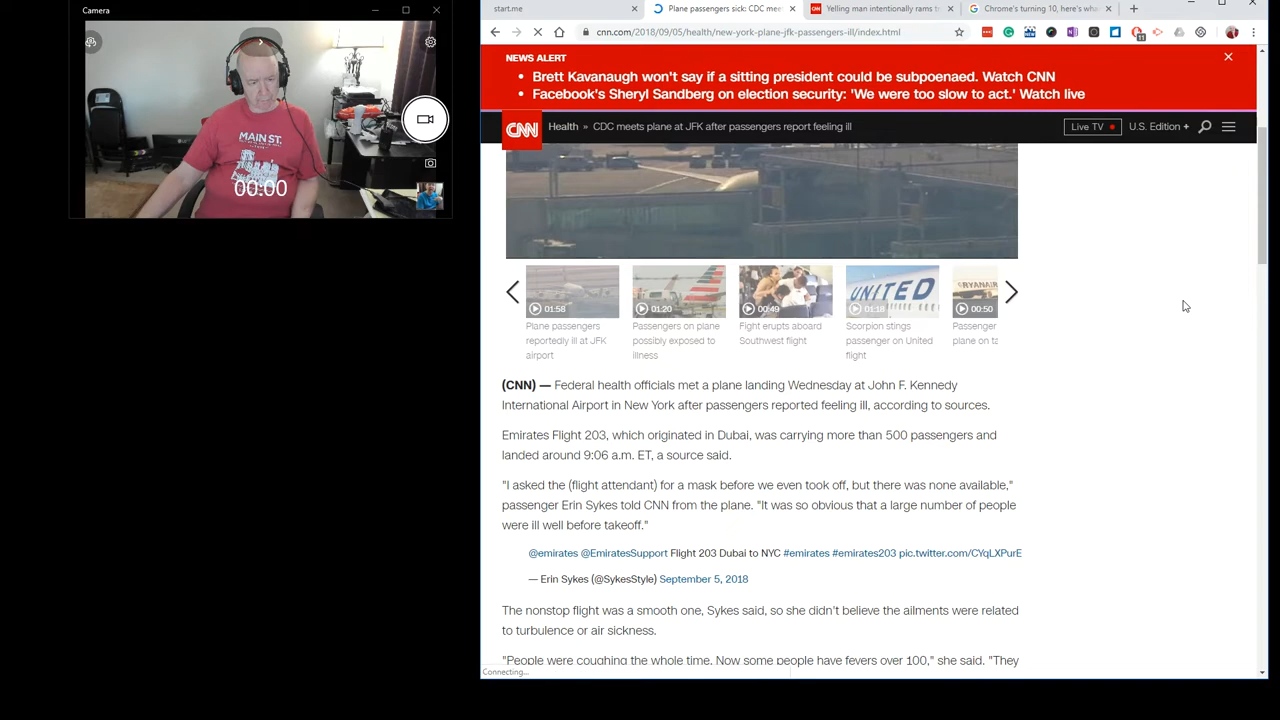 Camera
MAIN ST.
00:00
start.me
Plane passengers sick: CDC mee
Yelling man intentionally rams tr
Chrome's turning 10, here's wha
cnn.com/2018/09/05/health/new-york-plane-jfk-passengers-ill/index.html
11
NEWS ALERT
• Brett Kavanaugh won't say if a sitting president could be subpoenaed. Watch CNN
• Facebook's Sheryl Sandberg on election security: 'We were too slow to act.' Watch live
CNN
Health » CDC meets plane at JFK after passengers report feeling ill
Live TV
U.S. Edition +
01:58
01:20
00:49
UNITED
01:18
RYANAIR
00:50
Plane passengers
reportedly ill at JFK
airport
Passengers on plane
possibly exposed to
illness
Fight erupts aboard
Southwest flight
Scorpion stings
passenger on United
flight
Passenger
plane on ta
(CNN) — Federal health officials met a plane landing Wednesday at John F. Kennedy
International Airport in New York after passengers reported feeling ill, according to sources.
Emirates Flight 203, which originated in Dubai, was carrying more than 500 passengers and
landed around 9:06 a.m. ET, a source said.
"I asked the (flight attendant) for a mask before we even took off, but there was none available,"
passenger Erin Sykes told CNN from the plane. "It was so obvious that a large number of people
were ill well before takeoff."
@emirates @EmiratesSupport Flight 203 Dubai to NYC #emirates #emirates203 pic.twitter.com/CYqLXPurE
— Erin Sykes (@SykesStyle) September 5, 2018
The nonstop flight was a smooth one, Sykes said, so she didn't believe the ailments were related
to turbulence or air sickness.
"People were coughing the whole time. Now some people have fevers over 100," she said. "They
Connecting...